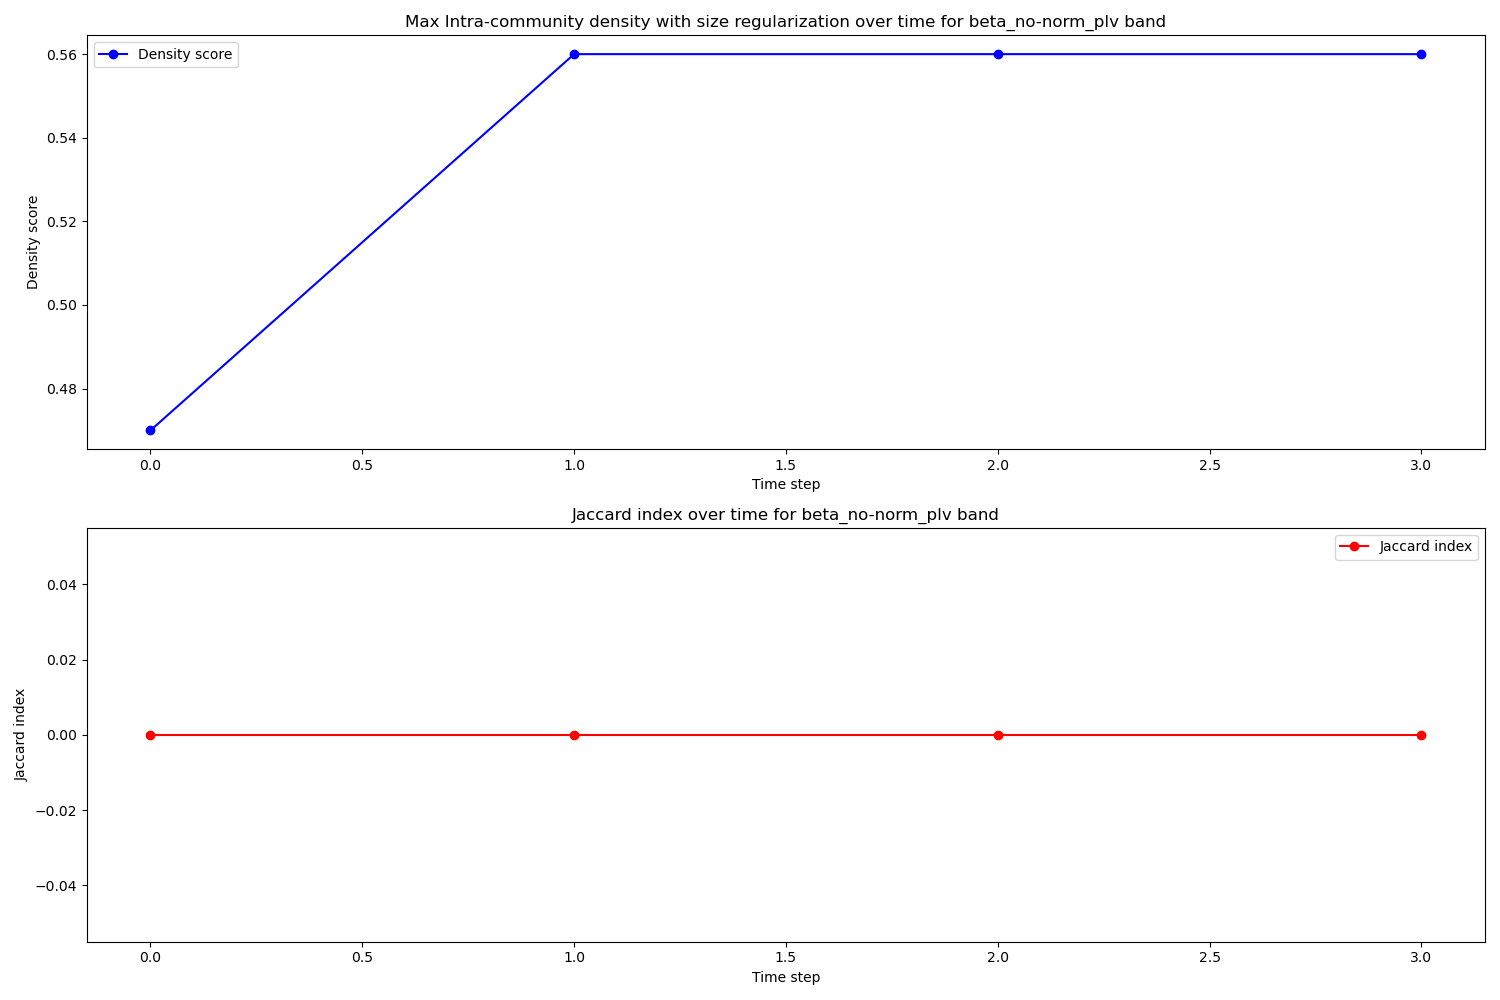 Max Intra-community density with size regularization over time for beta_no-norm_plv band
Density score
0.56
0.54
0.52
0.50
0.48
Density score
0.0 0.5 1.0 1.5 2.0 2.5 3.0
Time step
Jaccard index over time for beta_no-norm_plv band
Jaccard index
0.04
0.02
0.00
−0.02
−0.04
Jaccard index
0.0 0.5 1.0 1.5 2.0 2.5 3.0
Time step